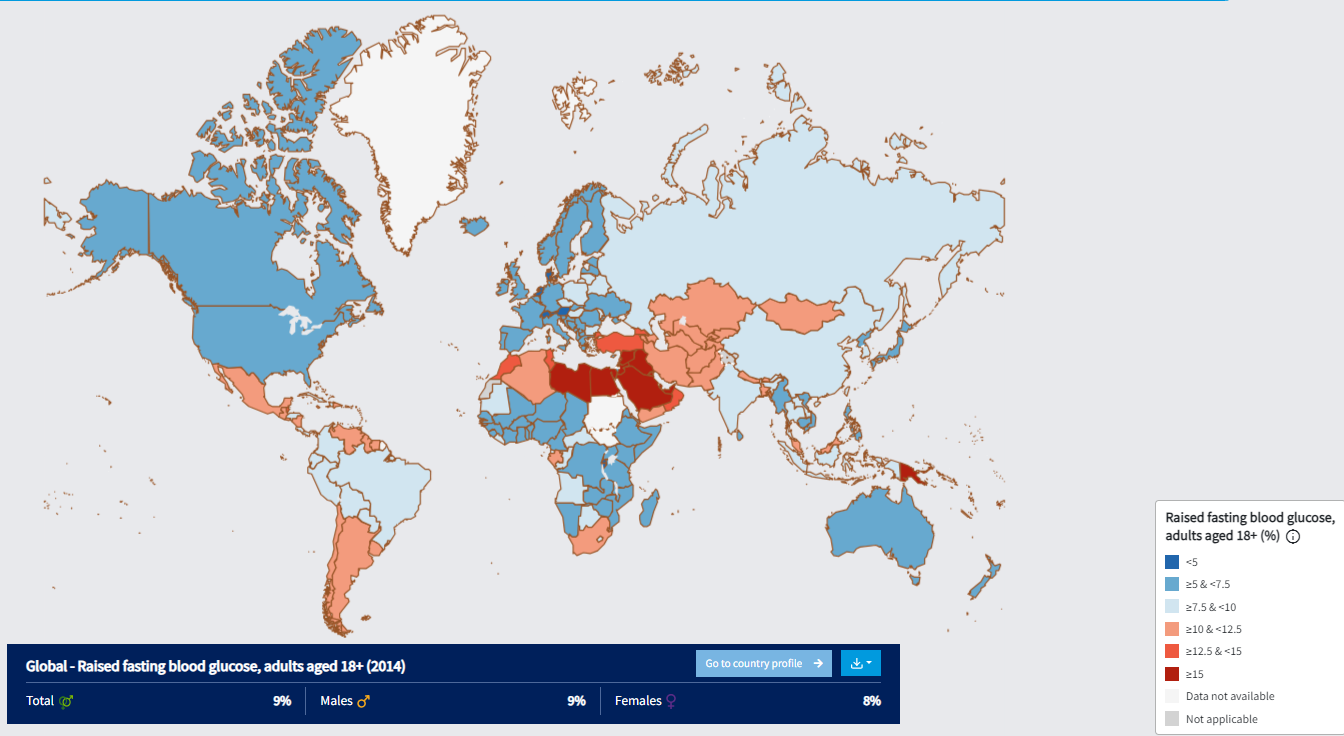 Raised fasting blood glucose,
adults aged 18+ (%)
<5
≥5 & <7.5
≥7.5 & <10
≥10 & <12.5
≥12.5 & <15
≥15
Data not available
Not applicable
Global - Raised fasting blood glucose, adults aged 18+ (2014)
Go to country profile
Total 9%
Males 9%
Females 8%